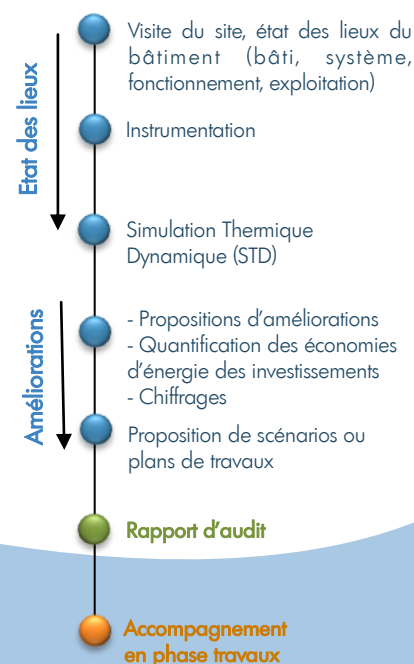 Visite du site, état des lieux du
bâtiment (bâti, système,
fonctionnement, exploitation)
Etat des lieux
Instrumentation
Simulation Thermique
Dynamique (STD)
Améliorations
- Propositions d’améliorations
- Quantification des économies
d’énergie des investissements
- Chiffrages
Proposition de scénarios ou
plans de travaux
Rapport d’audit
Accompagnement
en phase travaux